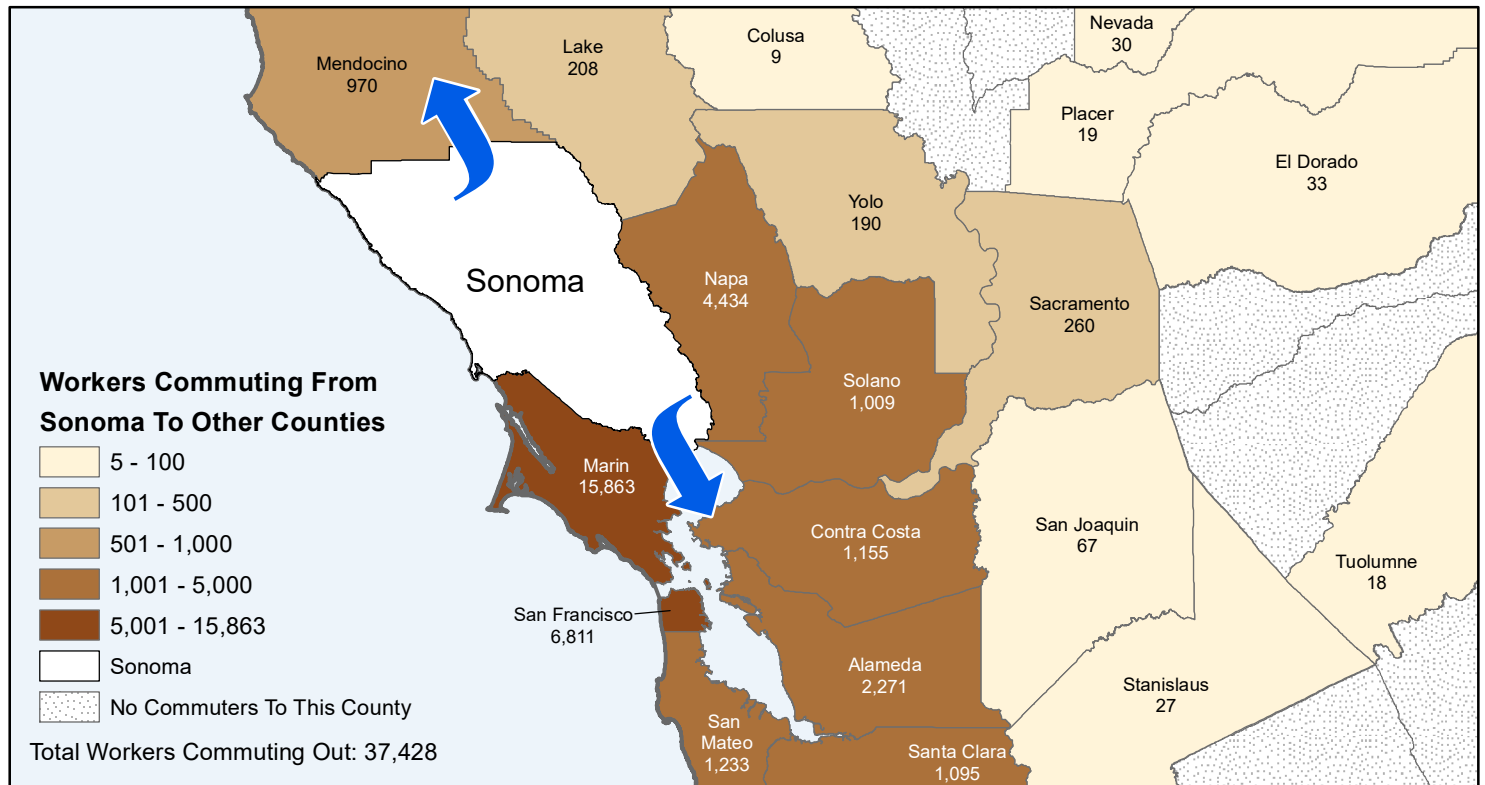 Nevada
30
Colusa
9
Lake
208
Mendocino
970
Placer
19
El Dorado
33
Yolo
190
Napa
4,434
Sonoma
Sacramento
260
Solano
1,009
Marin
15,863
Contra Costa
1,155
San Joaquin
67
Tuolumne
18
San Francisco
6,811
Alameda
2,271
Stanislaus
27
San
Mateo
1,233
Santa Clara
1,095
Workers Commuting From
Sonoma To Other Counties
5 - 100
101 - 500
501 - 1,000
1,001 - 5,000
5,001 - 15,863
Sonoma
No Commuters To This County
Total Workers Commuting Out: 37,428